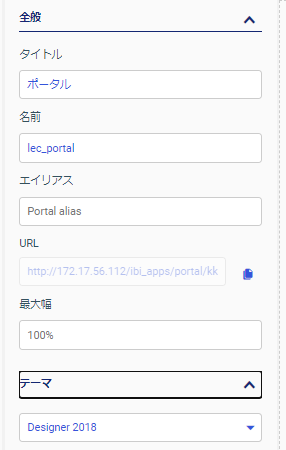 全般
タイトル
ポータル
名前
lec_portal
エイリアス
Portal alias
URL
http://172.17.56.112/ibi_apps/portal/kk
最大幅
100%
テーマ
Designer 2018